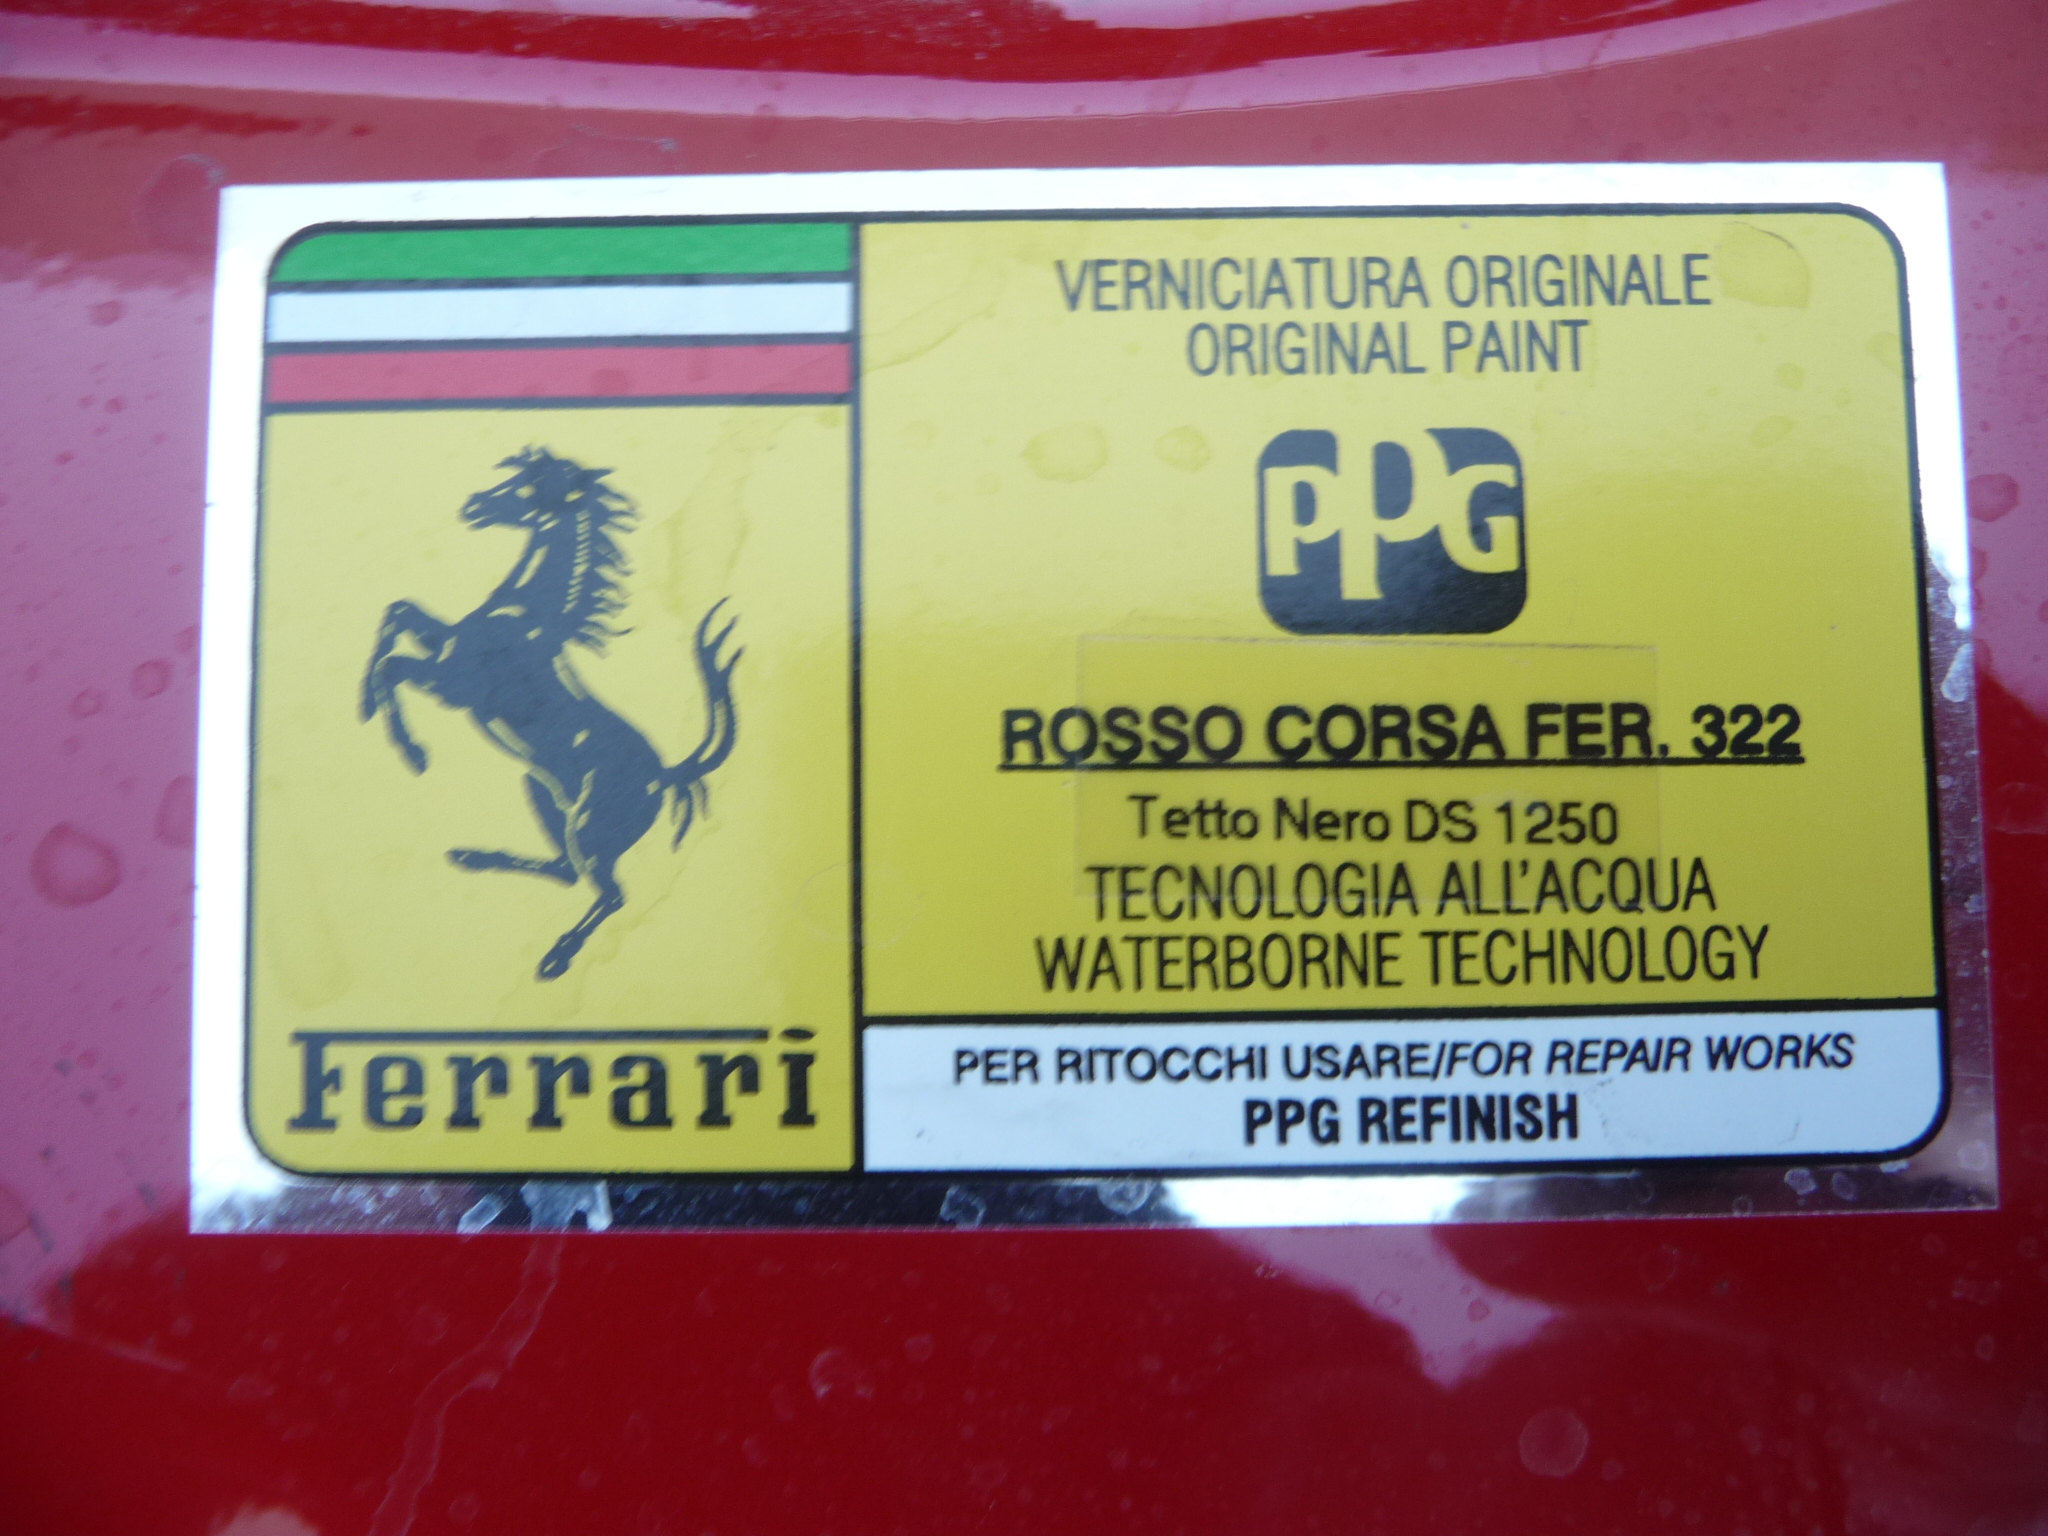 Ferrari
VERNICIATURA ORIGINALE
ORIGINAL PAINT
PPG
ROSSO CORSA FER. 322
Tetto Nero DS 1250
TECNOLOGIA ALL'ACQUA
WATERBORNE TECHNOLOGY
PER RITOCCHI USARE/FOR REPAIR WORKS
PPG REFINISH